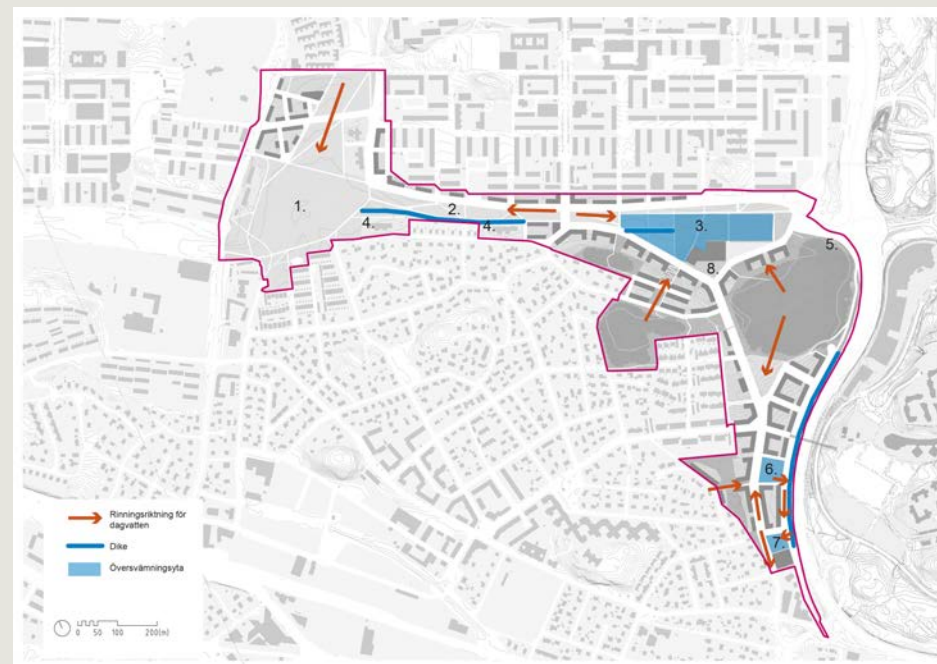 1.
2.
4.
4.
3.
5.
8.
6.
7.
Rinningsriktning för
dagvatten
Dike
Översvämningsyta
0 50 100 200(m)